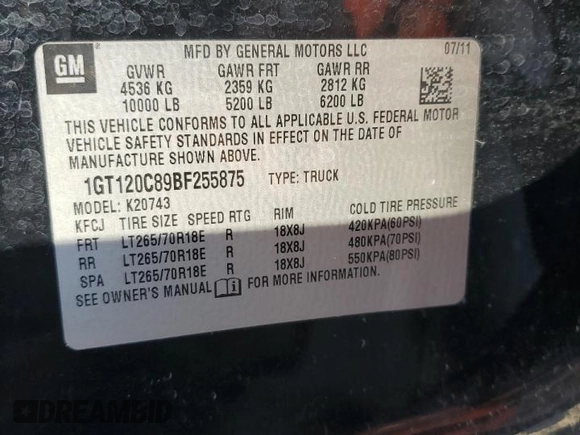 GM
MFD BY GENERAL MOTORS LLC 07/11
GVWR GAWR FRT GAWR RR
4536 KG 2359 KG 2812 KG
10000 LB 5200 LB 6200 LB
THIS VEHICLE CONFORMS TO ALL APPLICABLE U.S. FEDERAL MOTOR
VEHICLE SAFETY STANDARDS IN EFFECT ON THE DATE OF
MANUFACTURE SHOWN ABOVE.
1GT120C89BF255875 TYPE: TRUCK
MODEL: K20743
KFCJ TIRE SIZE SPEED RTG RIM COLD TIRE PRESSURE
FRT LT265/70R18E R 18X8J 420KPA(60PSI)
RR LT265/70R18E R 18X8J 480KPA(70PSI)
SPA LT265/70R18E R 18X8J 550KPA(80PSI)
SEE OWNER'S MANUAL FOR MORE INFORMATION.
DREAMBID